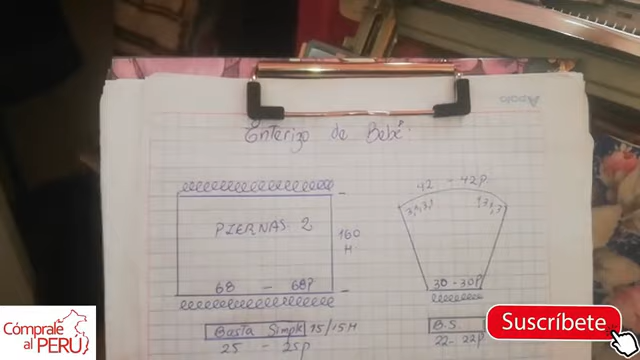 Apolo
Enterizo de Bebé.
PIERNAS 2
160
H
68 - 68p
Basta Simple 15/15H
25 - 25p
42 - 42p
30 - 30p
B.S.
22 - 22p
Cómprale
al PERÚ
Suscríbete